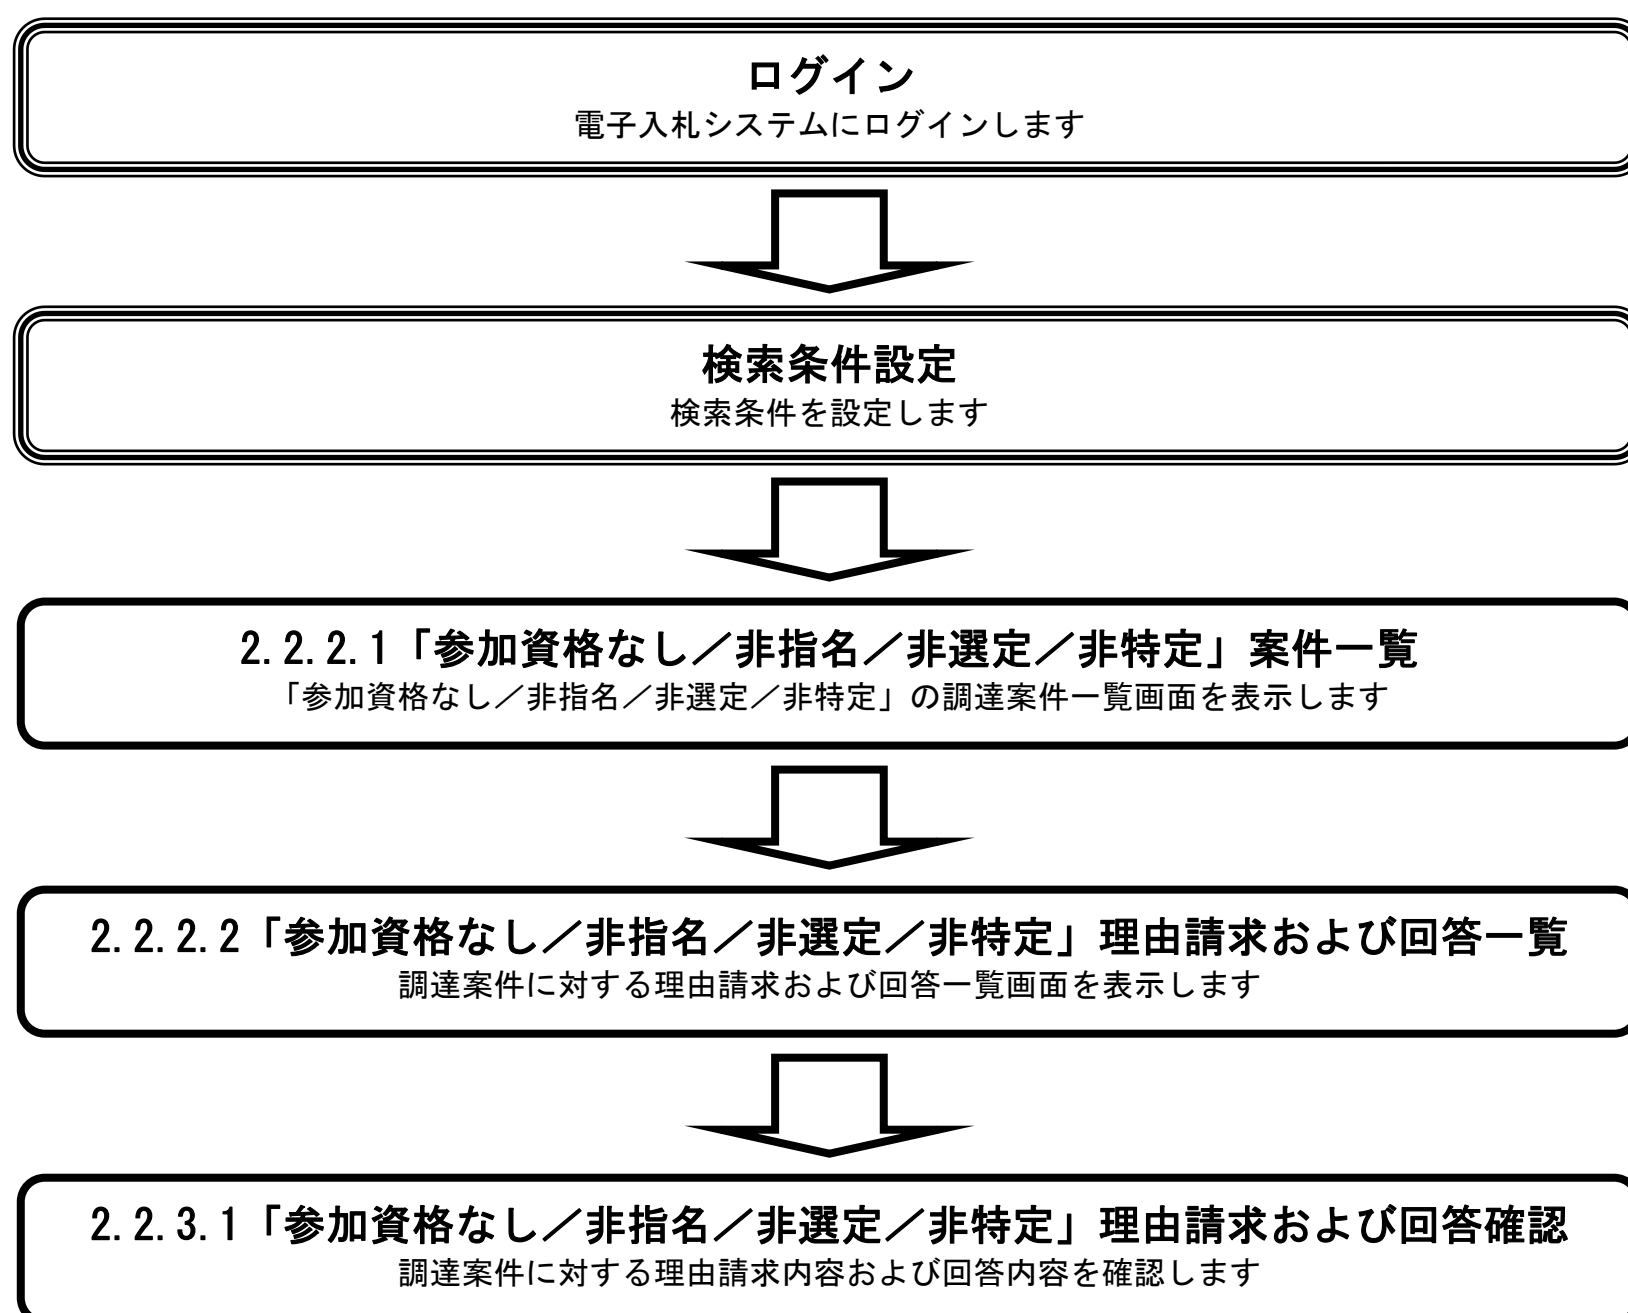 ログイン
電子入札システムにログインします
検索条件設定
検索条件を設定します
2.2.2.1「参加資格なし／非指名／非選定／非特定」案件一覧
「参加資格なし／非指名／非選定／非特定」の調達案件一覧画面を表示します
2.2.2.2「参加資格なし／非指名／非選定／非特定」理由請求および回答一覧
調達案件に対する理由請求および回答一覧画面を表示します
2.2.3.1「参加資格なし／非指名／非選定／非特定」理由請求および回答確認
調達案件に対する理由請求内容および回答内容を確認します